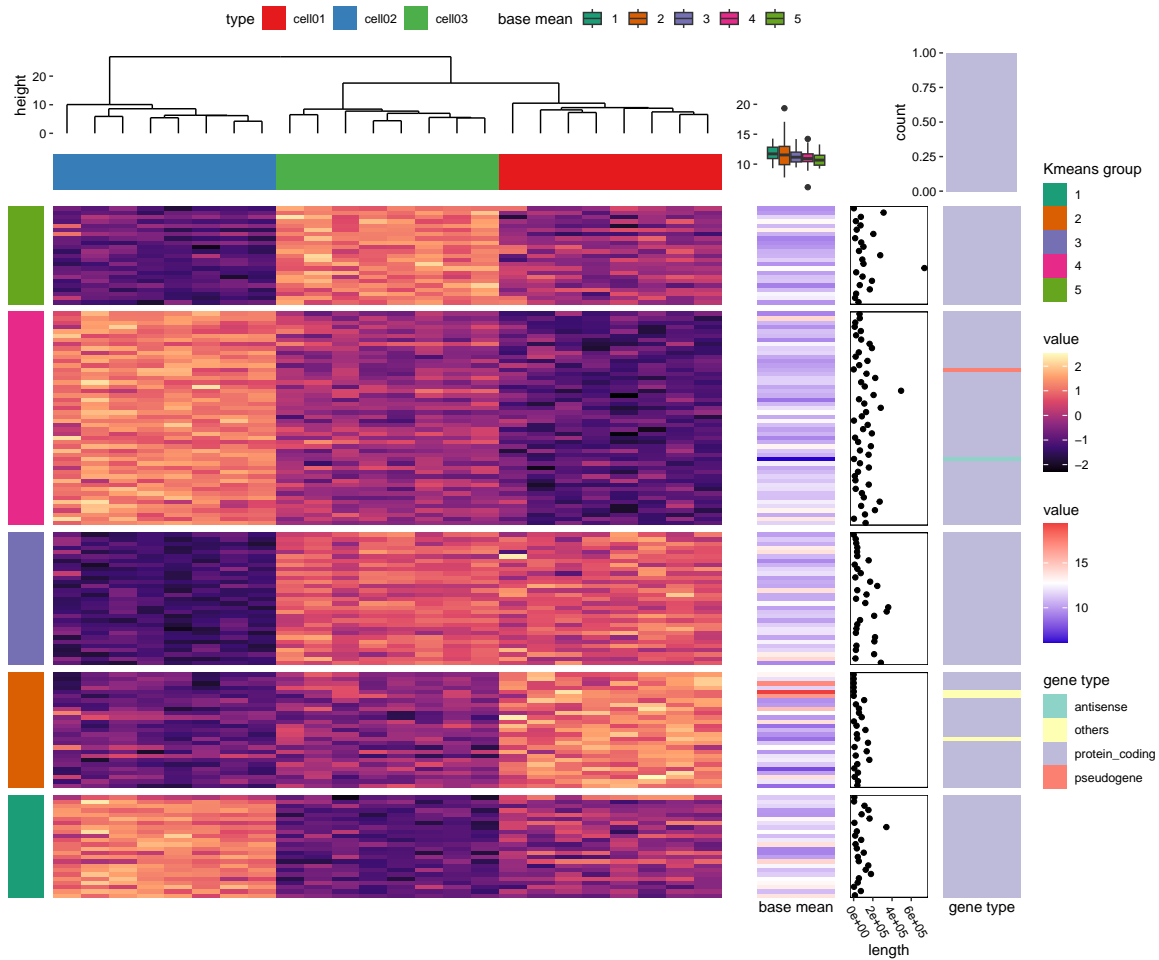 type cell01 cell02 cell03 base mean 1 2 3 4 5
height
20
10
0
20
15
10
count
1.00
0.75
0.50
0.25
0.00
Kmeans group
1
2
3
4
5
value
2
1
0
−1
−2
value
15
10
gene type
antisense
others
protein_coding
pseudogene
base mean
0e+00
2e+05
4e+05
6e+05
length
gene type